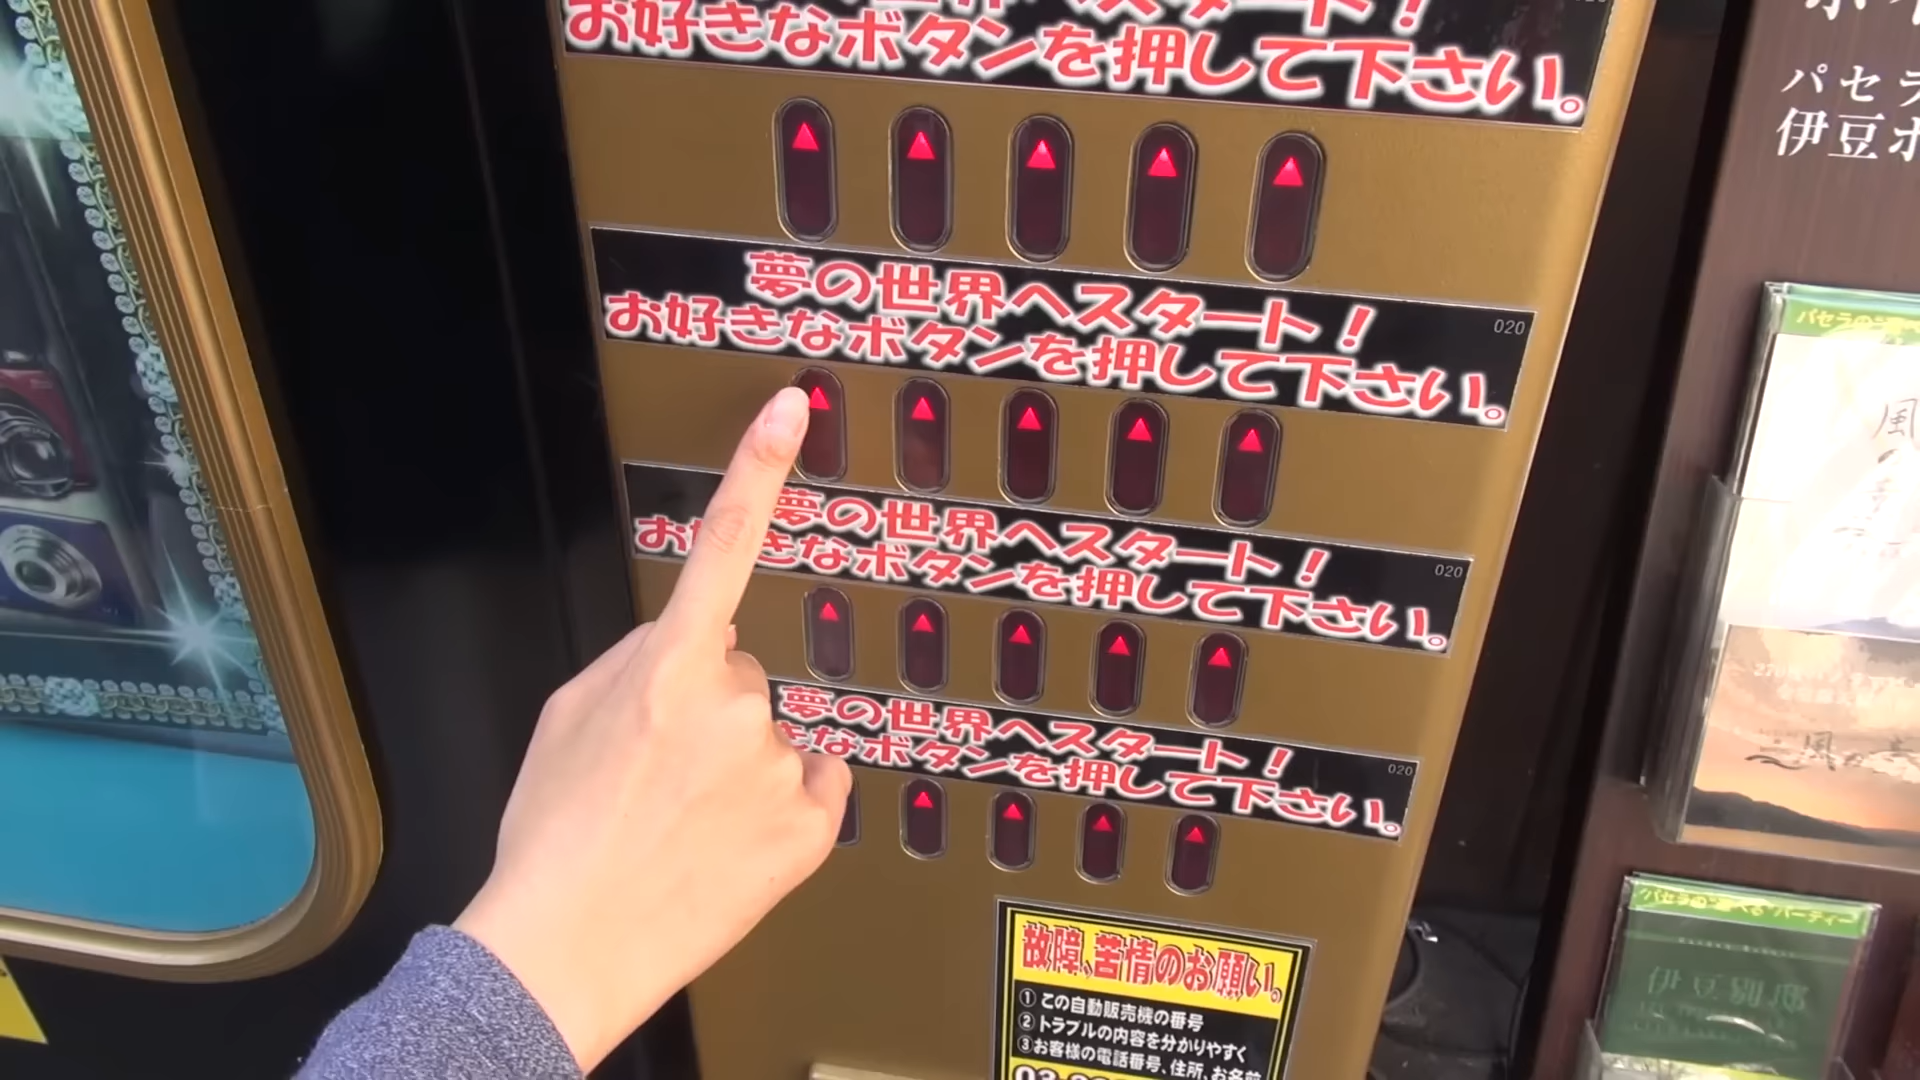 お好きなボタンを押して下さい。
夢の世界へスタート!
お好きなボタンを押して下さい。
020
夢の世界へスタート!
きなボタンを押して下さい。
020
夢の世界へスタート!
きなボタンを押して下さい。
020
故障、苦情のお願い。
① この自動販売機の番号
② トラブルの内容を分かりやすく
③お客様の電話番号、住所、お名前
パセラ
伊豆
風の
伊豆